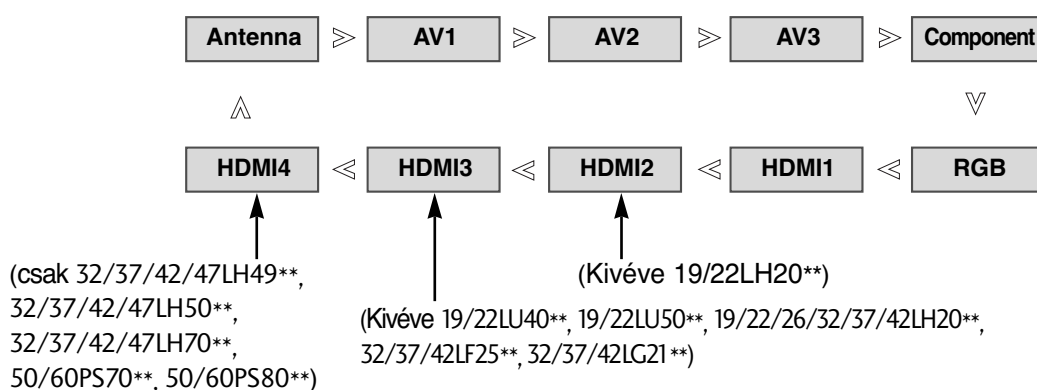 Antenna AV1 AV2 AV3 Component
HDMI4 HDMI3 HDMI2 HDMI1 RGB
(csak 32/37/42/47LH49**,
32/37/42/47LH50**,
32/37/42/47LH70**,
50/60PS70**, 50/60PS80**)
(Kivéve 19/22LU40**, 19/22LU50**, 19/22/26/32/37/42LH20**,
32/37/42LF25**, 32/37/42LG21**)
(Kivéve 19/22LH20**)